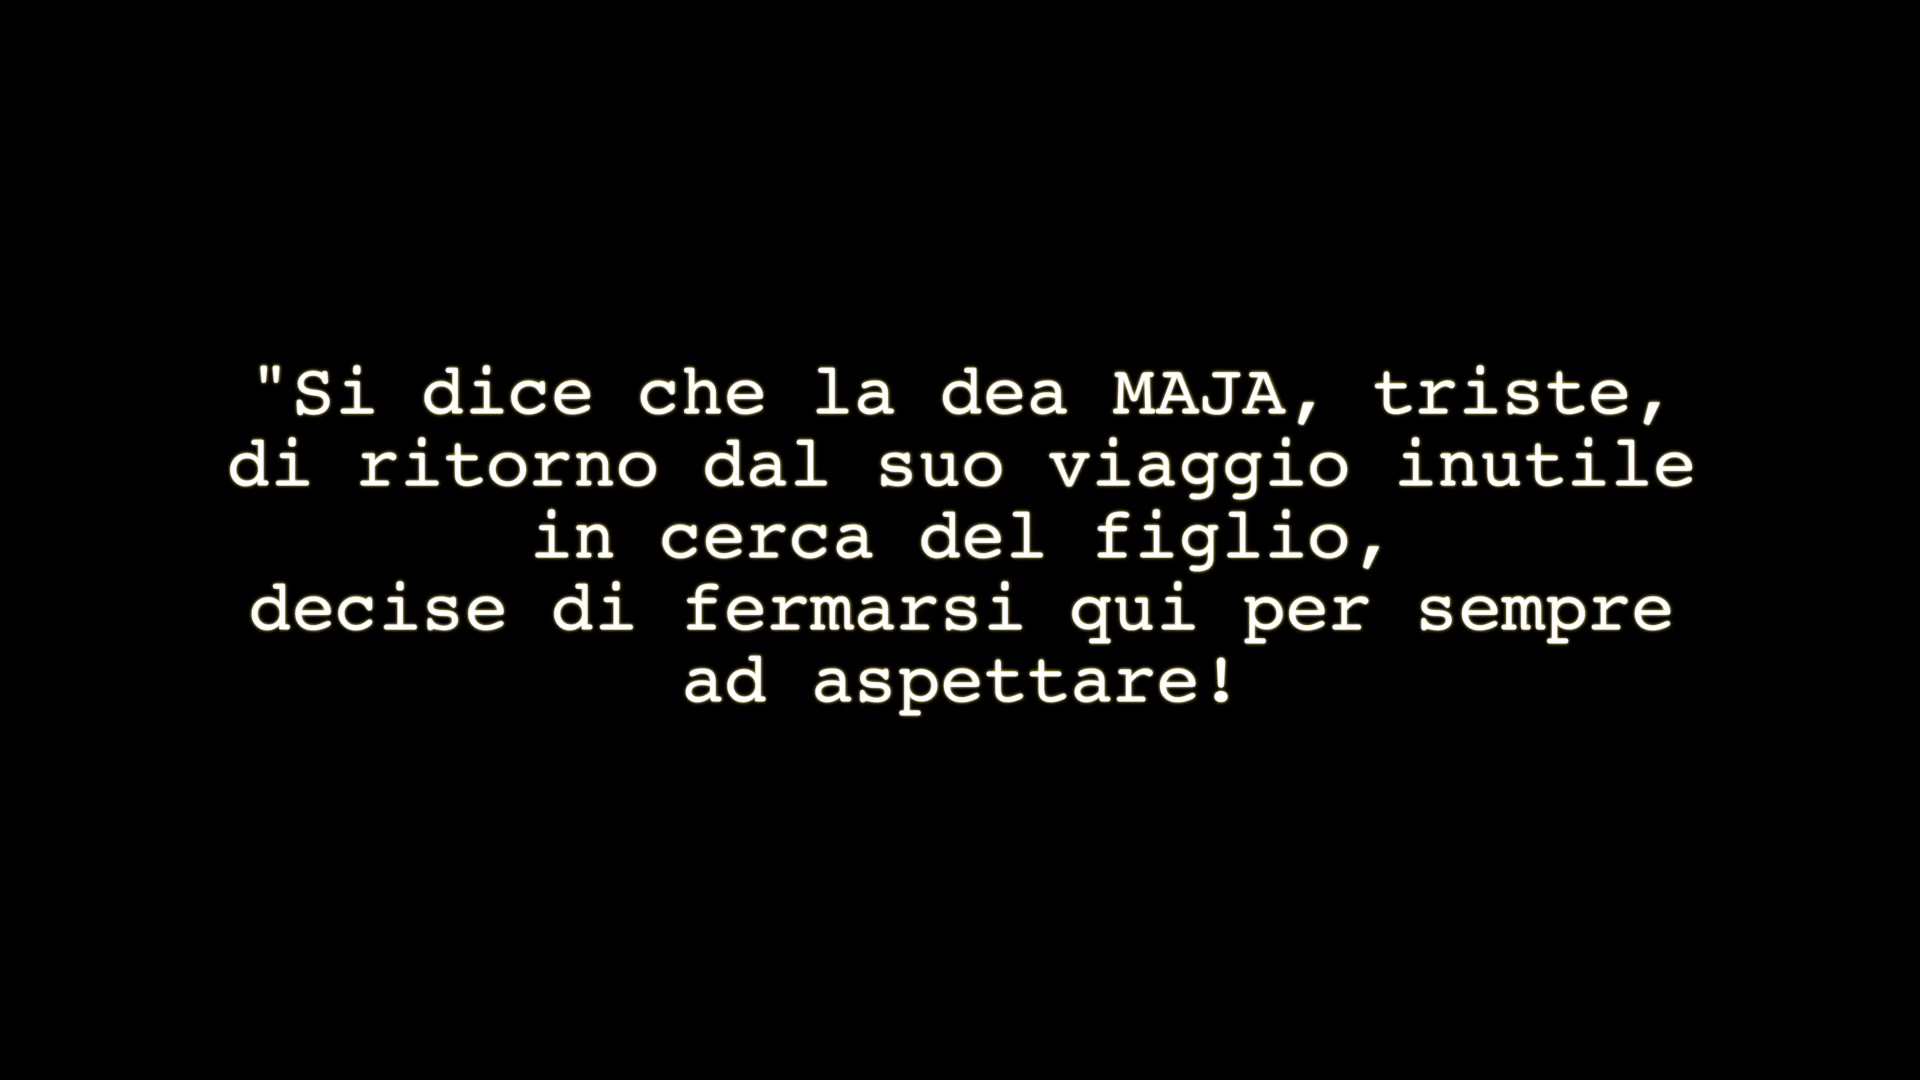 "Si dice che la dea MAJA, triste,
di ritorno dal suo viaggio inutile
in cerca del figlio,
decise di fermarsi qui per sempre
ad aspettare!